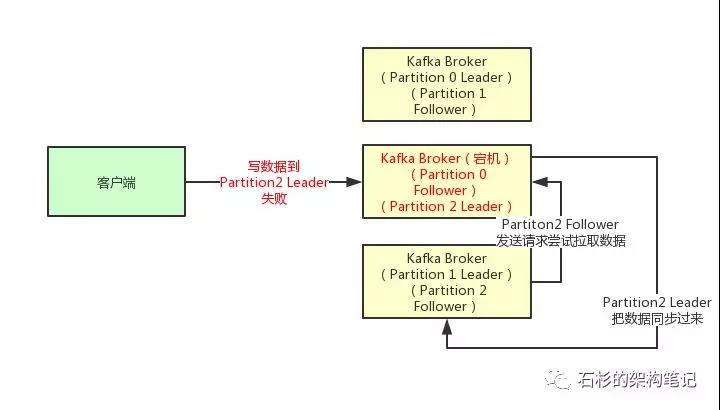 Kafka Broker
（Partition 0 Leader）
（Partition 1
Follower）
客户端
写数据到
Partition2 Leader
失败
Kafka Broker（宕机）
（Partition 0
Follower）
（Partition 2 Leader）
Partiton2 Follower
发送请求尝试拉取数据
Kafka Broker
（Partition 1 Leader）
（Partition 2
Follower）
Partition2 Leader
把数据同步过来
石杉的架构笔记